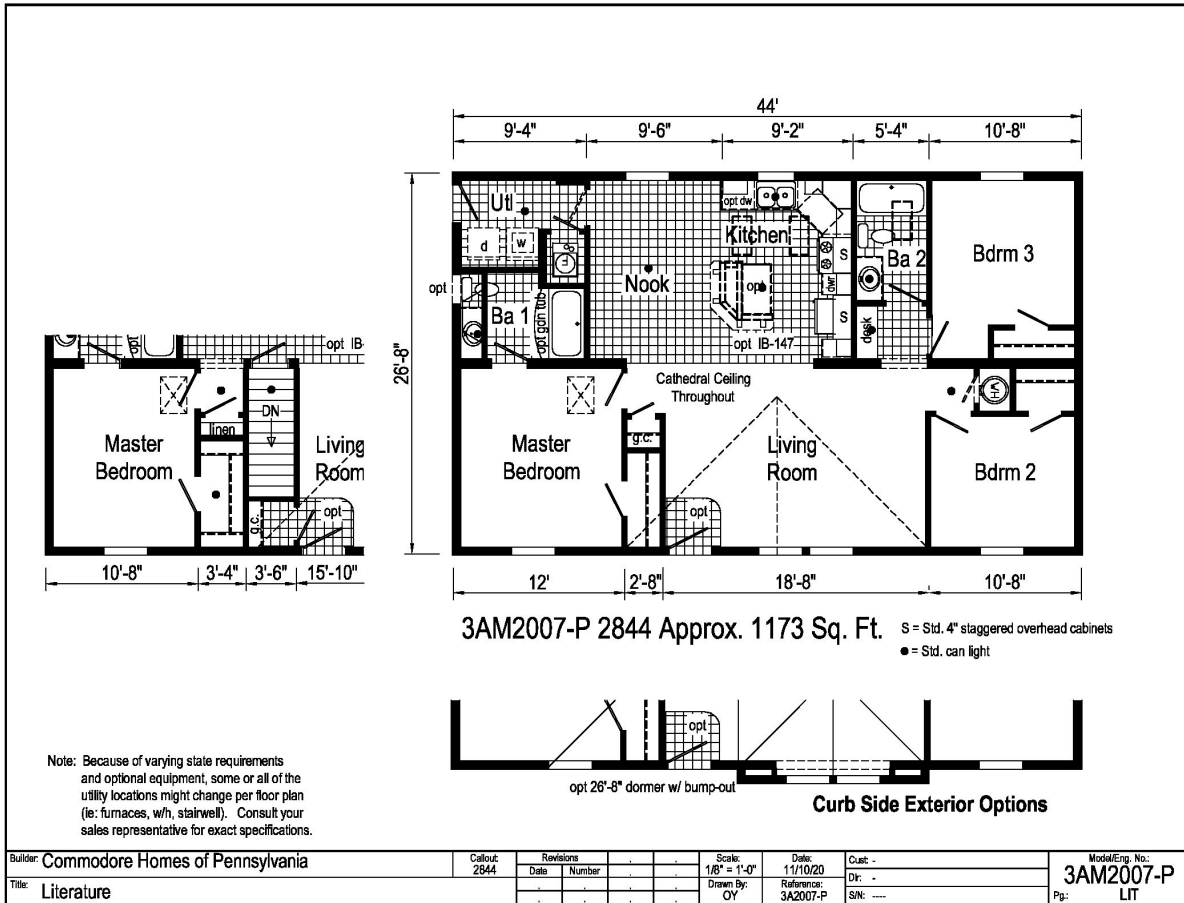 44'
9'-4" 9'-6" 9'-2" 5'-4" 10'-8"
26'-8"
Utl
d
w
opt dw
Kitchen
S
Ba 2
Bdrm 3
Nook
opt
opt
Ba 1
opt gdn tub
dwr
S
desk
opt IB-147
Cathedral Ceiling
Throughout
WH
Master
Bedroom
g.c.
Living
Room
Bdrm 2
opt
12' 2'-8" 18'-8" 10'-8"
opt
opt IB-
DN
linen
Master
Bedroom
Living
Room
g.c.
opt
10'-8" 3'-4" 3'-6" 15'-10"
3AM2007-P 2844 Approx. 1173 Sq. Ft.
S = Std. 4" staggered overhead cabinets
● = Std. can light
opt
opt 26'-8" dormer w/ bump-out
Curb Side Exterior Options
Note: Because of varying state requirements
and optional equipment, some or all of the
utility locations might change per floor plan
(ie: furnaces, w/h, stairwell). Consult your
sales representative for exact specifications.
Builder: Commodore Homes of Pennsylvania
Title: Literature
Callout:
2844
Revisions
Date Number
Scale:
1/8" = 1'-0"
Drawn By:
OY
Date:
11/10/20
Reference:
3A2007-P
Cust: -
Dir: -
S/N: ----
Model/Eng. No.:
3AM2007-P
Pg.: LIT